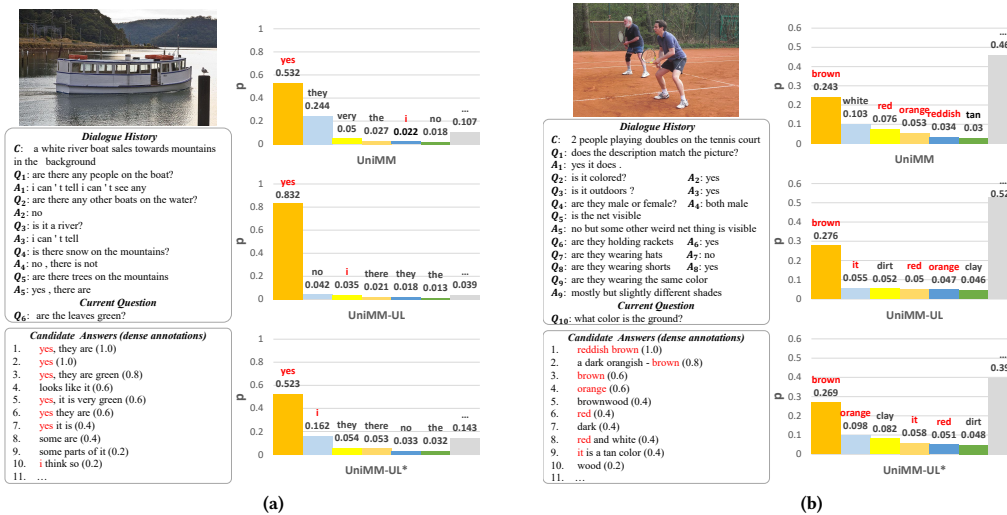 Dialogue History
C: a white river boat sales towards mountains
in the background
Q1: are there any people on the boat?
A1: i can ' t tell i can ' t see any
Q2: are there any other boats on the water?
A2: no
Q3: is it a river?
A3: i can ' t tell
Q4: is there snow on the mountains?
A4: no , there is not
Q5: are there trees on the mountains
A5: yes , there are
Current Question
Q6: are the leaves green?
Candidate Answers (dense annotations)
1. yes, they are (1.0)
2. yes (1.0)
3. yes, they are green (0.8)
4. looks like it (0.6)
5. yes, it is very green (0.6)
6. yes they are (0.6)
7. yes it is (0.4)
8. some are (0.4)
9. some parts of it (0.2)
10. i think so (0.2)
11. …
p
1
0.8
0.6
0.4
0.2
0
yes they very the i no ...
0.532 0.244 0.05 0.027 0.022 0.018 0.107
UniMM
p
1
0.8
0.6
0.4
0.2
0
yes no i there they the ...
0.832 0.042 0.035 0.021 0.018 0.013 0.039
UniMM-UL
p
1
0.8
0.6
0.4
0.2
0
yes i they there no the ...
0.523 0.162 0.054 0.053 0.033 0.032 0.143
UniMM-UL*
(a)
Dialogue History
C: 2 people playing doubles on the tennis court
Q1: does the description match the picture?
A1: yes it does .
Q2: is it colored? A2: yes
Q3: is it outdoors ? A3: yes
Q4: are they male or female? A4: both male
Q5: is the net visible
A5: no but some other weird net thing is visible
Q6: are they holding rackets A6: yes
Q7: are they wearing hats A7: no
Q8: are they wearing shorts A8: yes
Q9: are they wearing the same color
A9: mostly but slightly different shades
Current Question
Q10: what color is the ground?
Candidate Answers (dense annotations)
1. reddish brown (1.0)
2. a dark orangish - brown (0.8)
3. brown (0.6)
4. orange (0.6)
5. brownwood (0.4)
6. red (0.4)
7. dark (0.4)
8. red and white (0.4)
9. it is a tan color (0.4)
10. wood (0.2)
11. …
p
0.5
0.4
0.3
0.2
0.1
0
brown white red orange reddish tan ...
0.243 0.103 0.076 0.053 0.034 0.03 0.46
UniMM
p
0.5
0.4
0.3
0.2
0.1
0
brown it dirt red orange clay ...
0.276 0.055 0.052 0.05 0.047 0.046 0.52
UniMM-UL
p
0.4
0.3
0.2
0.1
0
brown orange clay it red dirt ...
0.269 0.098 0.082 0.058 0.051 0.048 0.39
UniMM-UL*
(b)